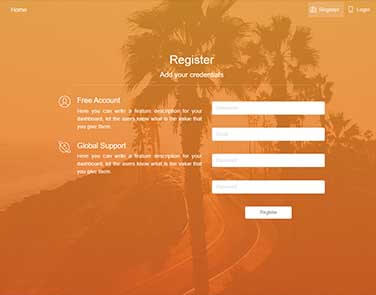 Home
Register
Login
Register
Add your credentials
Free Account
Here you can write a feature description for your
dashboard, let the users know what is the value that
you give them.
Global Support
Here you can write a feature description for your
dashboard, let the users know what is the value that
you give them.
Email
Password
Password
Register